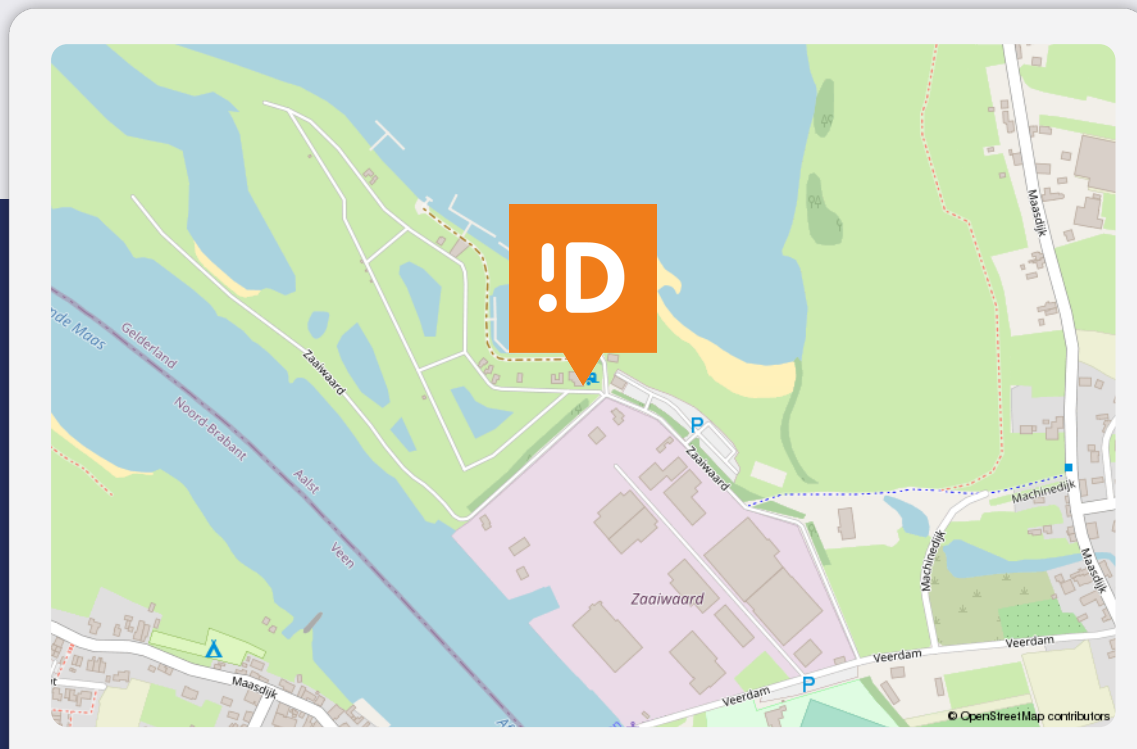 !D
Maasdijk
Gelderland
Zaaiwaard
Noord-Brabant
Aalst
Veen
P
Zaaiwaard
Machinedijk
Machinedijk
Maasdijk
Zaaiwaard
Maasdijk
Veerdam
Veerdam
P
Veerdam
© OpenStreetMap contributors